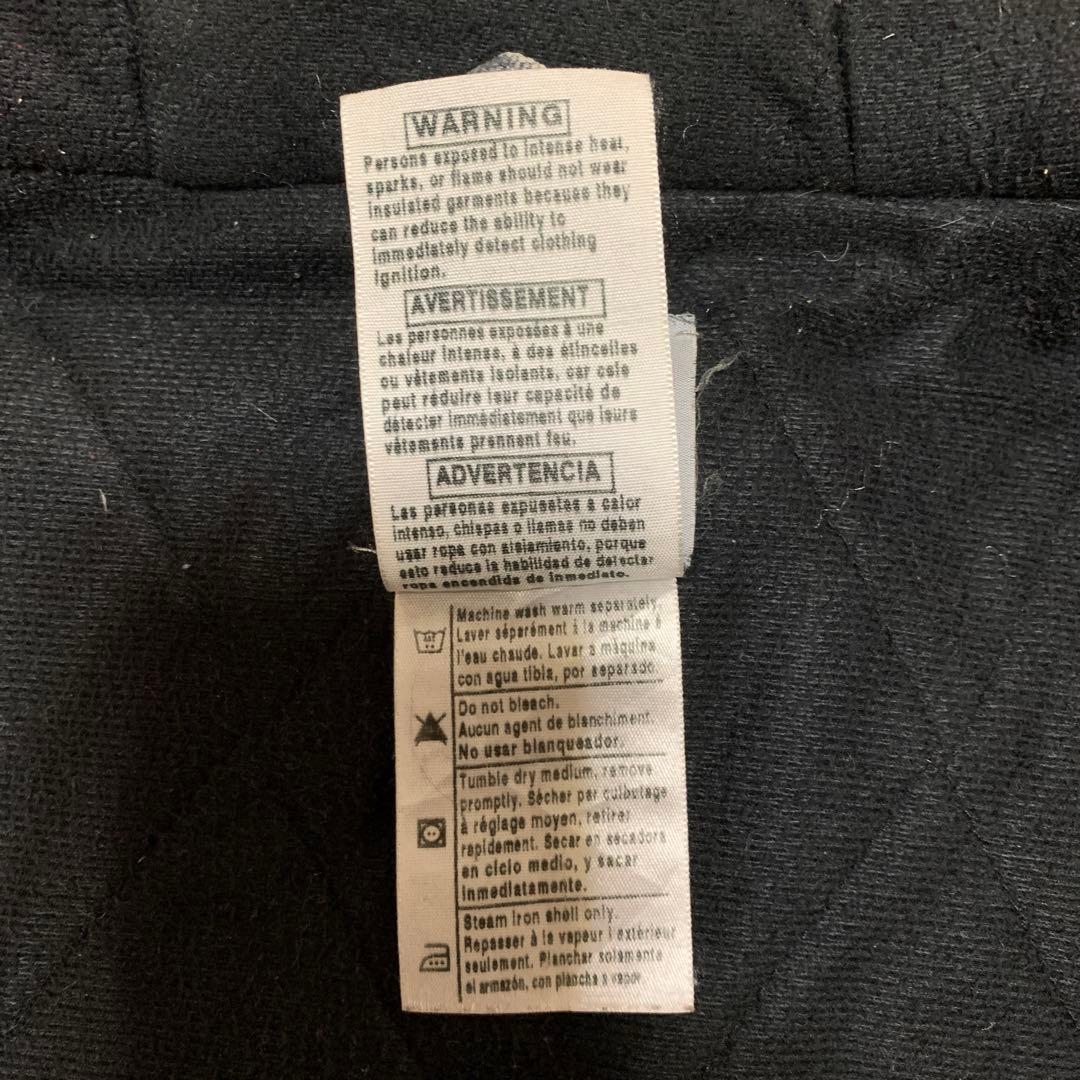 WARNING
Persons exposed to intense heat,
sparks, or flame should not wear
insulated garments because they
can reduce the ability to
immediately detect clothing
ignition.
AVERTISSEMENT
Les personnes exposées à une
chaleur intense, à des étincelles
ou vêtements isolants, car cele
peut réduire leur capacité de
détecter immédiatement que leurs
vêtements prennent feu.
ADVERTENCIA
Las personas expuestas a calor
intenso, chispas o llamas no deben
usar ropa con aislamiento, porque
esto reduce la habilidad de detectar
ropa encendida de inmediato.
Machine wash warm separately.
Laver séparément à la machine à
l'eau chaude. Lavar a máquina
con agua tibia, por separado.
Do not bleach.
Aucun agent de blanchiment.
No usar blanqueador.
Tumble dry medium, remove
promptly. Sécher par culbutage
à réglage moyen, retirer
rapidement. Secar en secadora
en ciclo medio, y sacar
inmediatamente.
Steam iron shell only.
Repasser à la vapeur l'extérieur
seulement. Planchar solamente
el armazón, con plancha a vapor